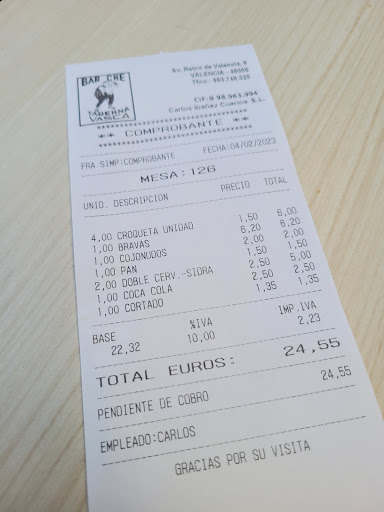 BAR CHE
TABERNA
VASCA
Av. Reino de Valencia, 9
VALENCIA - 46005
CIF:B 98.963.994
Carlos Ibañez Cuenca S.L.
** COMPROBANTE **
FRA SIMP:COMPROBANTE FECHA:04/02/2023
MESA:126
UNID. DESCRIPCION PRECIO TOTAL
4,00 CROQUETA UNIDAD 1,50 6,00
1,00 BRAVAS 6,20 6,20
1,00 COJONUDOS 2,00 2,00
1,00 PAN 1,50 1,50
2,00 DOBLE CERV.-SIDRA 2,50 5,00
1,00 COCA COLA 2,50 2,50
1,00 CORTADO 1,35 1,35
BASE %IVA IMP.IVA
22,32 10,00 2,23
TOTAL EUROS: 24,55
PENDIENTE DE COBRO 24,55
EMPLEADO:CARLOS
GRACIAS POR SU VISITA